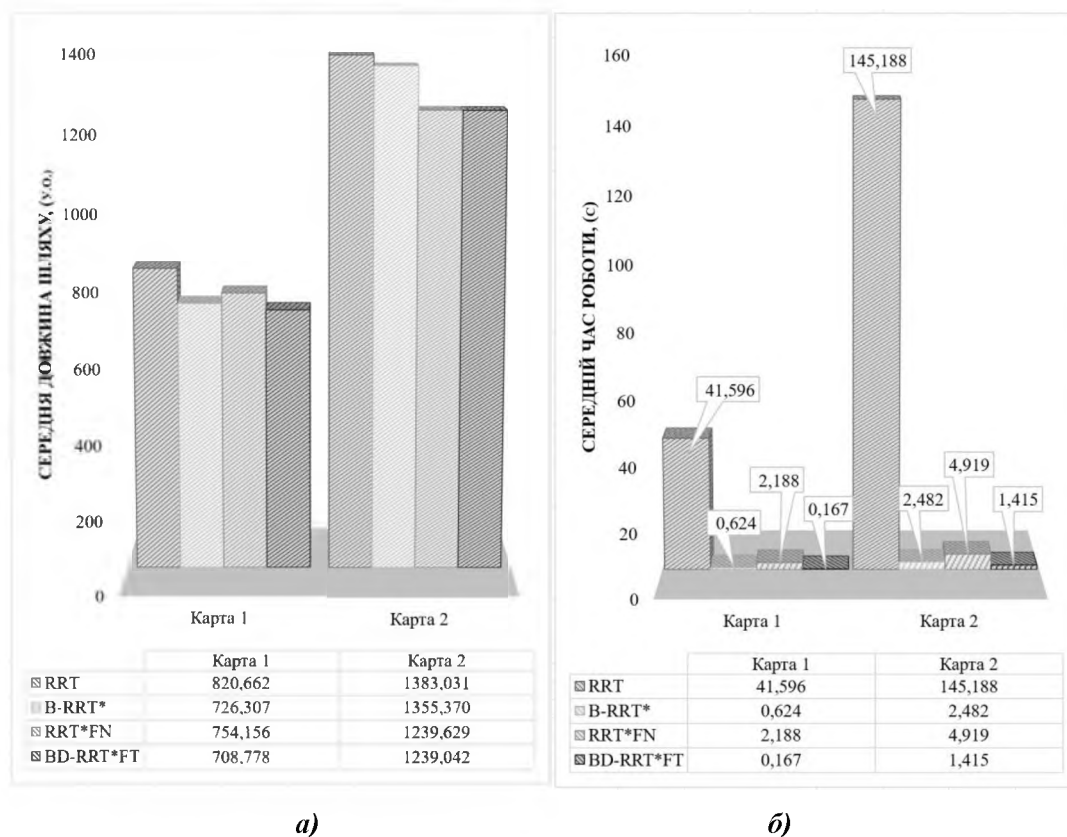 СЕРЕДНЯ ДОВЖИНА ШЛЯХУ, (у.о.)
1400
1200
1000
800
600
400
200
0
Карта 1 Карта 2
Карта 1 Карта 2
RRT 820,662 1383,031
B-RRT* 726,307 1355,370
RRT*FN 754,156 1239,629
BD-RRT*FT 708,778 1239,042
а)
СЕРЕДНІЙ ЧАС РОБОТИ, (с)
160
140
120
100
80
60
40
20
0
41,596
0,624
2,188
0,167
145,188
2,482
4,919
1,415
Карта 1 Карта 2
Карта 1 Карта 2
RRT 41,596 145,188
B-RRT* 0,624 2,482
RRT*FN 2,188 4,919
BD-RRT*FT 0,167 1,415
б)